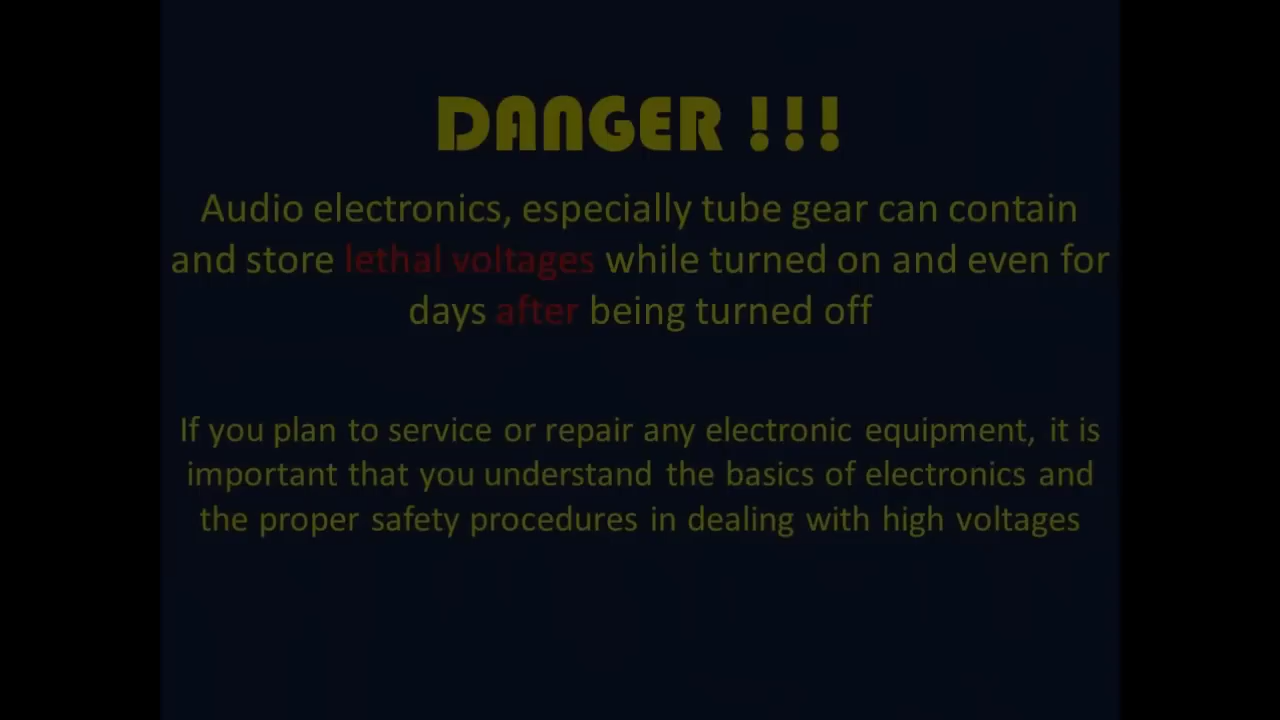 DANGER !!!
Audio electronics, especially tube gear can contain
and store lethal voltages while turned on and even for
days after being turned off
If you plan to service or repair any electronic equipment, it is
important that you understand the basics of electronics and
the proper safety procedures in dealing with high voltages